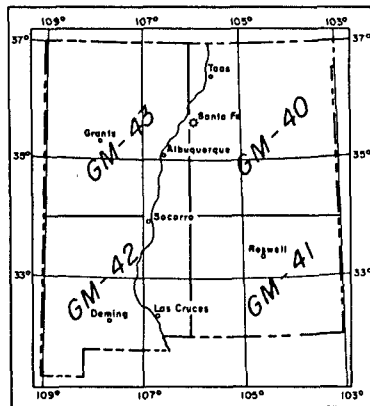 109° 107° 105° 103°
37° 37°
Taos
Santa Fe
GM-43 GM-40
Grants
Albuquerque
35° 35°
Socorro
Roswell
GM-42 GM-41
33° 33°
Deming Las Cruces
109° 107° 105° 103°